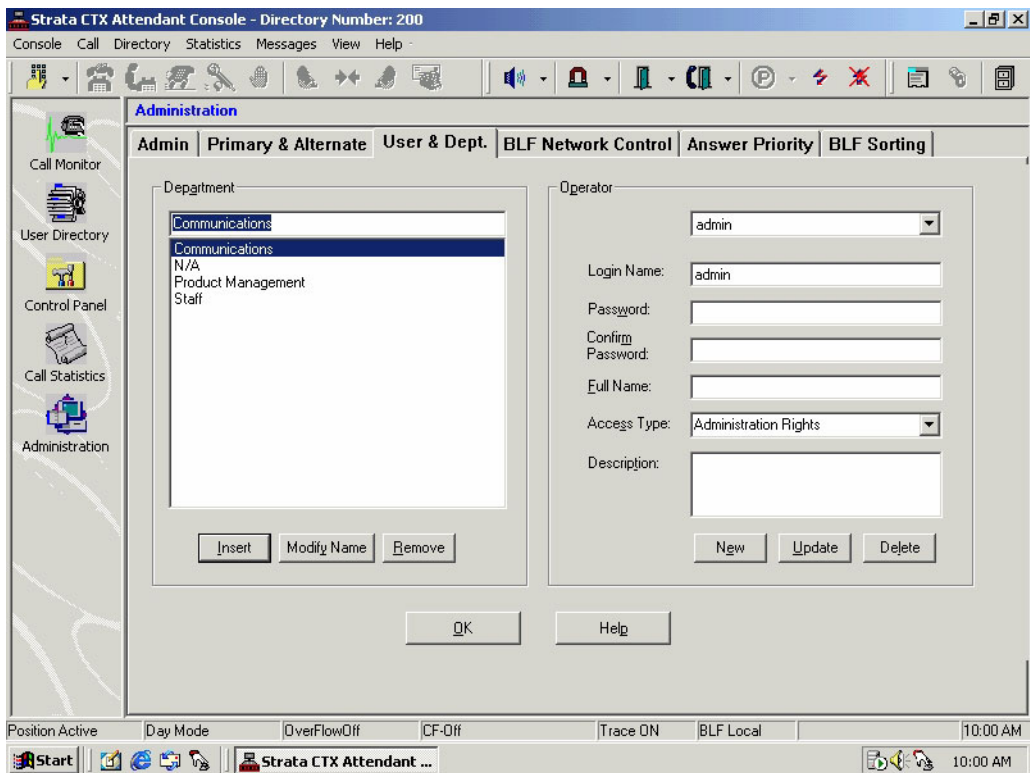 Strata CTX Attendant Console - Directory Number: 200
Console Call Directory Statistics Messages View Help
Administration
Admin Primary & Alternate User & Dept. BLF Network Control Answer Priority BLF Sorting
Call Monitor
User Directory
Control Panel
Call Statistics
Administration
Department
Communications
Communications
N/A
Product Management
Staff
Insert Modify Name Remove
Operator
admin
Login Name: admin
Password:
Confirm
Password:
Full Name:
Access Type: Administration Rights
Description:
New Update Delete
OK Help
Position Active Day Mode OverFlowOff CF-Off Trace ON BLF Local 10:00 AM
Start Strata CTX Attendant ... 10:00 AM